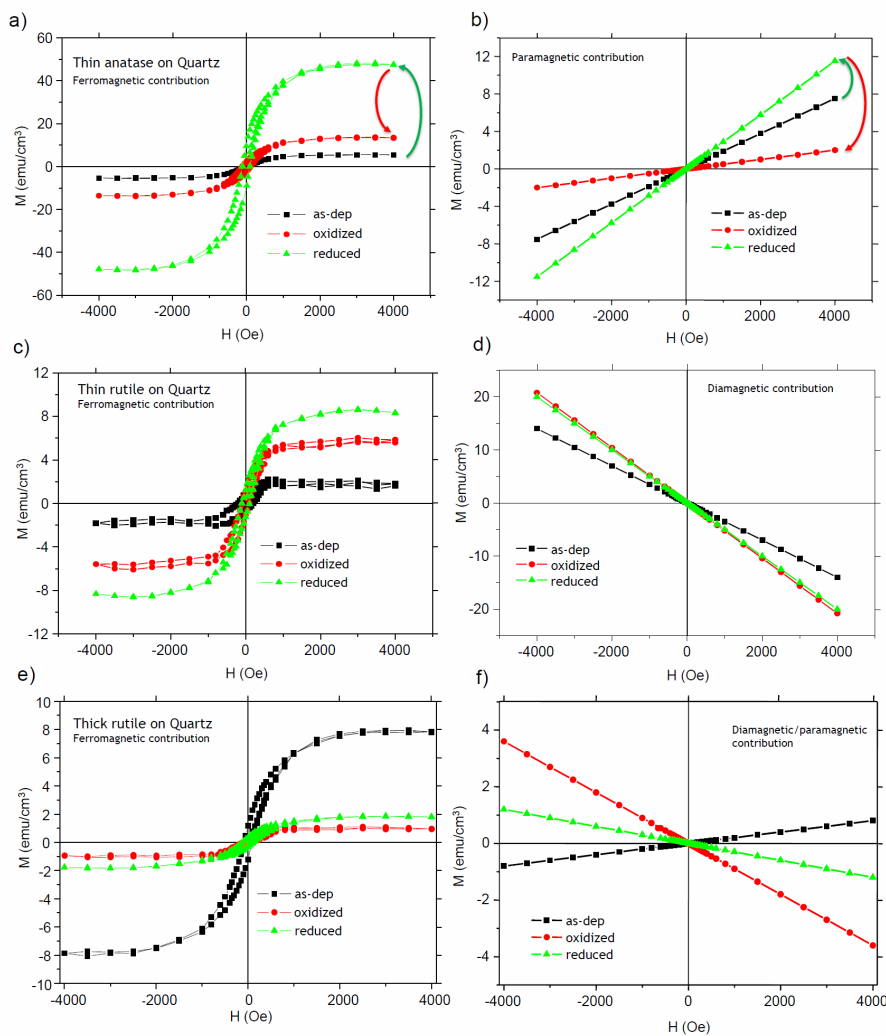 a)
Thin anatase on Quartz
Ferromagnetic contribution
60
40
20
0
-20
-40
-60
M (emu/cm³)
as-dep
oxidized
reduced
-4000 -2000 0 2000 4000
H (Oe)
b)
Paramagnetic contribution
12
8
4
0
-4
-8
-12
M (emu/cm³)
as-dep
oxidized
reduced
-4000 -2000 0 2000 4000
H (Oe)
c)
Thin rutile on Quartz
Ferromagnetic contribution
12
8
4
0
-4
-8
-12
M (emu/cm³)
as-dep
oxidized
reduced
-4000 -2000 0 2000 4000
H (Oe)
d)
Diamagnetic contribution
20
10
0
-10
-20
M (emu/cm³)
as-dep
oxidized
reduced
-4000 -2000 0 2000 4000
H (Oe)
e)
Thick rutile on Quartz
Ferromagnetic contribution
10
8
6
4
2
0
-2
-4
-6
-8
-10
M (emu/cm³)
as-dep
oxidized
reduced
-4000 -2000 0 2000 4000
H (Oe)
f)
Diamagnetic/paramagnetic
contribution
4
2
0
-2
-4
M (emu/cm³)
as-dep
oxidized
reduced
-4000 -2000 0 2000 4000
H (Oe)